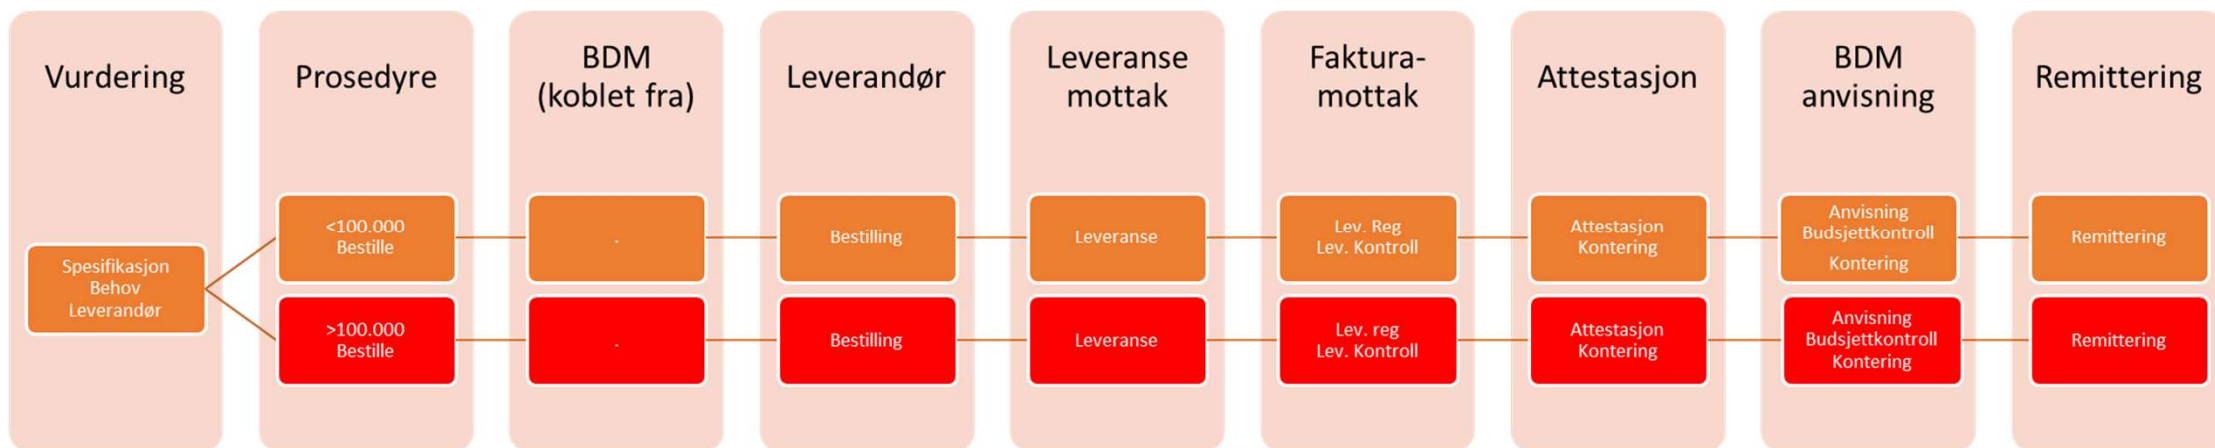 Vurdering
Prosedyre
BDM
(koblet fra)
Leverandør
Leveranse
mottak
Faktura-
mottak
Attestasjon
BDM
anvisning
Remittering
Spesifikasjon
Behov
Leverandør
<100.000
Bestille
.
Bestilling
Leveranse
Lev. Reg
Lev. Kontroll
Attestasjon
Kontering
Anvisning
Budsjettkontroll
Kontering
Remittering
>100.000
Bestille
.
Bestilling
Leveranse
Lev. reg
Lev. Kontroll
Attestasjon
Kontering
Anvisning
Budsjettkontroll
Kontering
Remittering